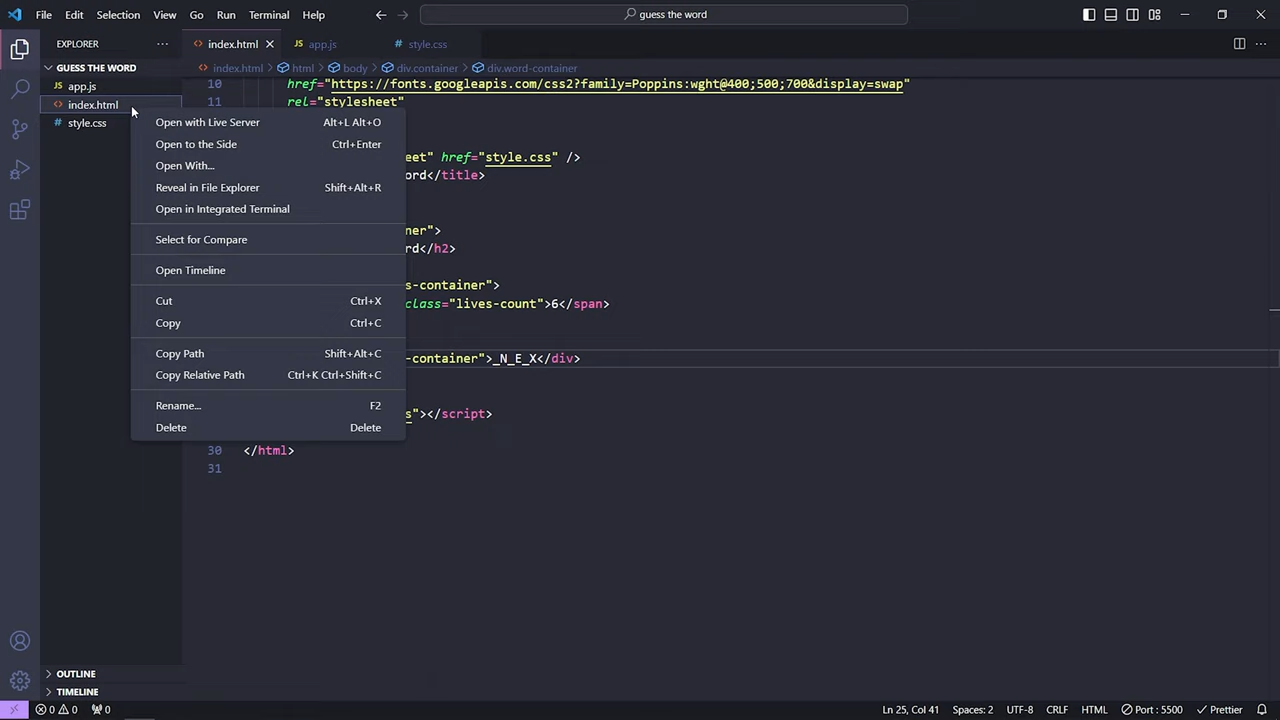 File Edit Selection View Go Run Terminal Help
guess the word
EXPLORER
index.html
app.js
style.css
GUESS THE WORD
JS app.js
<> index.html
# style.css
<> index.html > html > body > div.container > div.word-container
10 href="https://fonts.googleapis.com/css2?family=Poppins:wght@400;500;700&display=swap"
11 rel="stylesheet"
eet" href="style.css" />
ord</title>
ner">
rd</h2>
s-container">
class="lives-count">6</span>
-container">_N_E_X</div>
s"></script>
30 </html>
31
Open with Live Server Alt+L Alt+O
Open to the Side Ctrl+Enter
Open With...
Reveal in File Explorer Shift+Alt+R
Open in Integrated Terminal
Select for Compare
Open Timeline
Cut Ctrl+X
Copy Ctrl+C
Copy Path Shift+Alt+C
Copy Relative Path Ctrl+K Ctrl+Shift+C
Rename... F2
Delete Delete
OUTLINE
TIMELINE
0 0 0 Ln 25, Col 41 Spaces: 2 UTF-8 CRLF HTML Port : 5500 Prettier